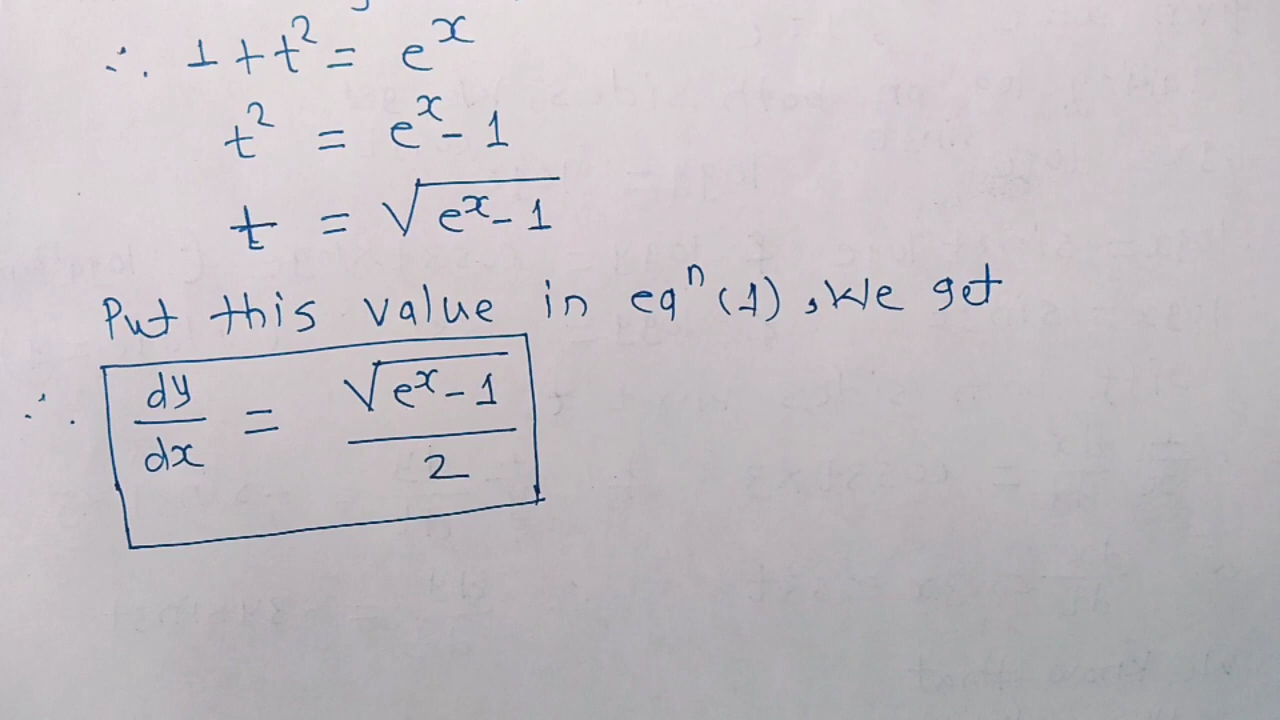 ∴ 1+t² = eˣ
t² = eˣ-1
t = √(eˣ-1)
Put this value in eqⁿ(1), We get
∴ dy/dx = √(eˣ-1)/2